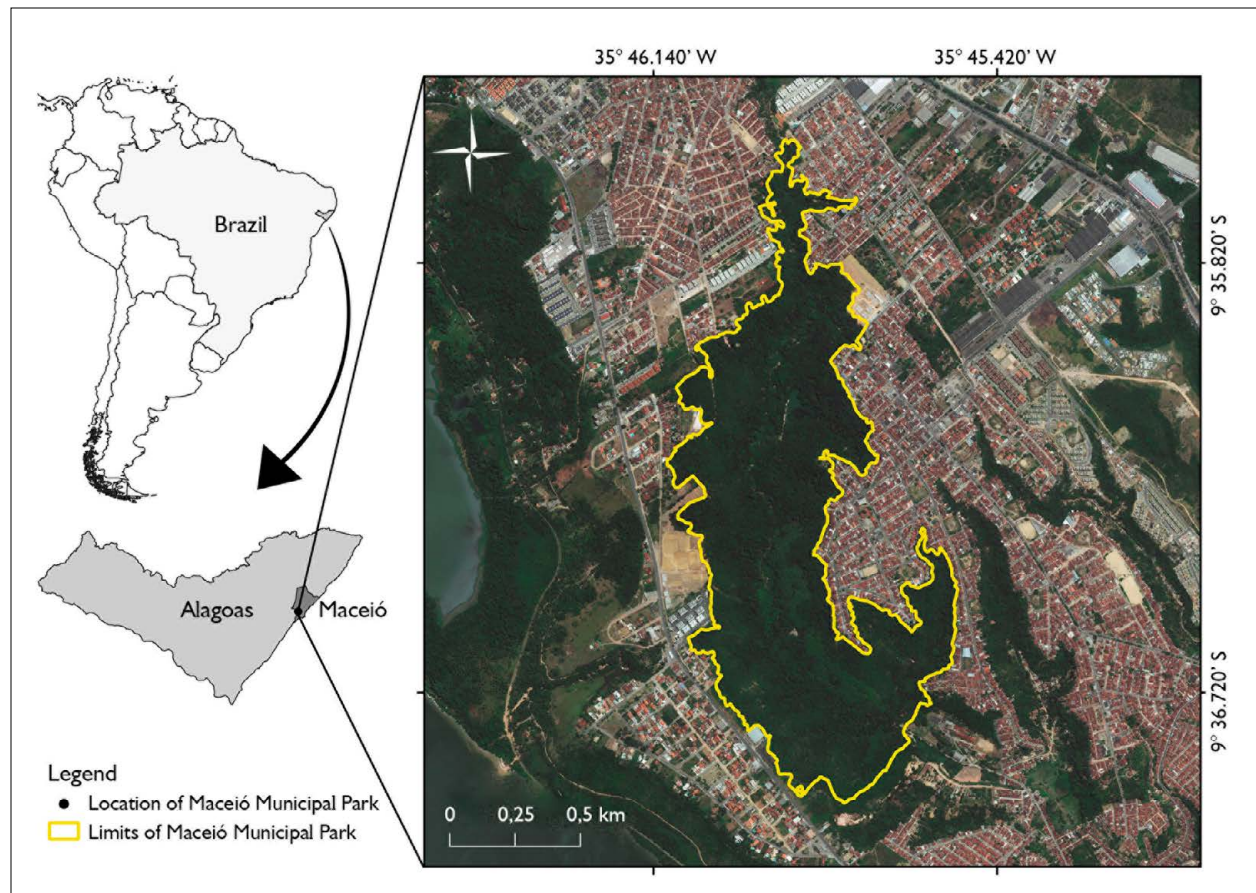 35° 46.140’ W
35° 45.420’ W
Brazil
9° 35.820’ S
Alagoas
Maceió
9° 36.720’ S
Legend
Location of Maceió Municipal Park
Limits of Maceió Municipal Park
0 0,25 0,5 km